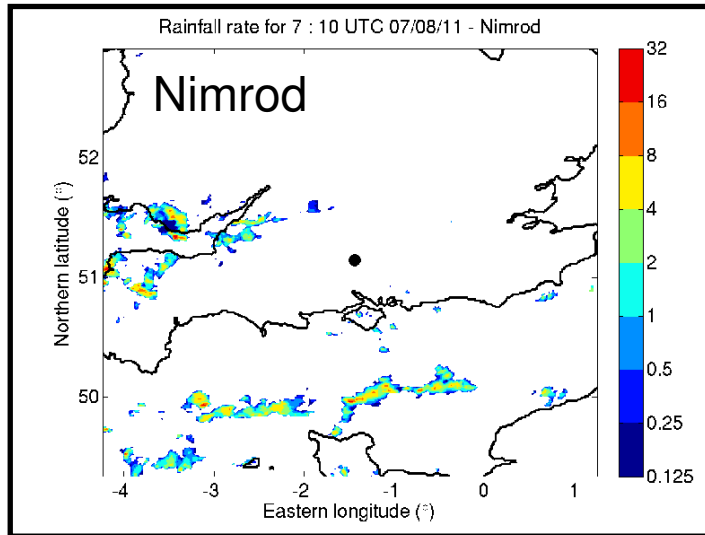 Rainfall rate for 7 : 10 UTC 07/08/11 - Nimrod
Nimrod
Northern latitude (°)
52
51
50
-4 -3 -2 -1 0 1
Eastern longitude (°)
32
16
8
4
2
1
0.5
0.25
0.125